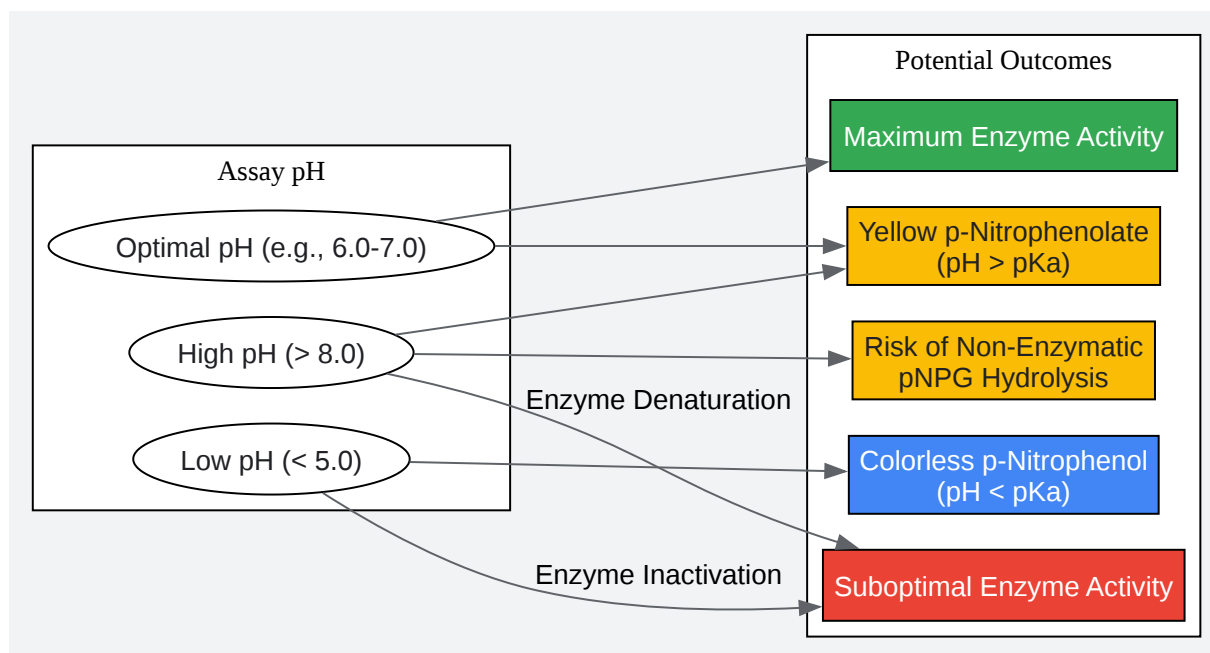 Assay pH
Optimal pH (e.g., 6.0-7.0)
High pH (> 8.0)
Low pH (< 5.0)
Enzyme Denaturation
Enzyme Inactivation
Potential Outcomes
Maximum Enzyme Activity
Yellow p-Nitrophenolate
(pH > pKa)
Risk of Non-Enzymatic
pNPG Hydrolysis
Colorless p-Nitrophenol
(pH < pKa)
Suboptimal Enzyme Activity